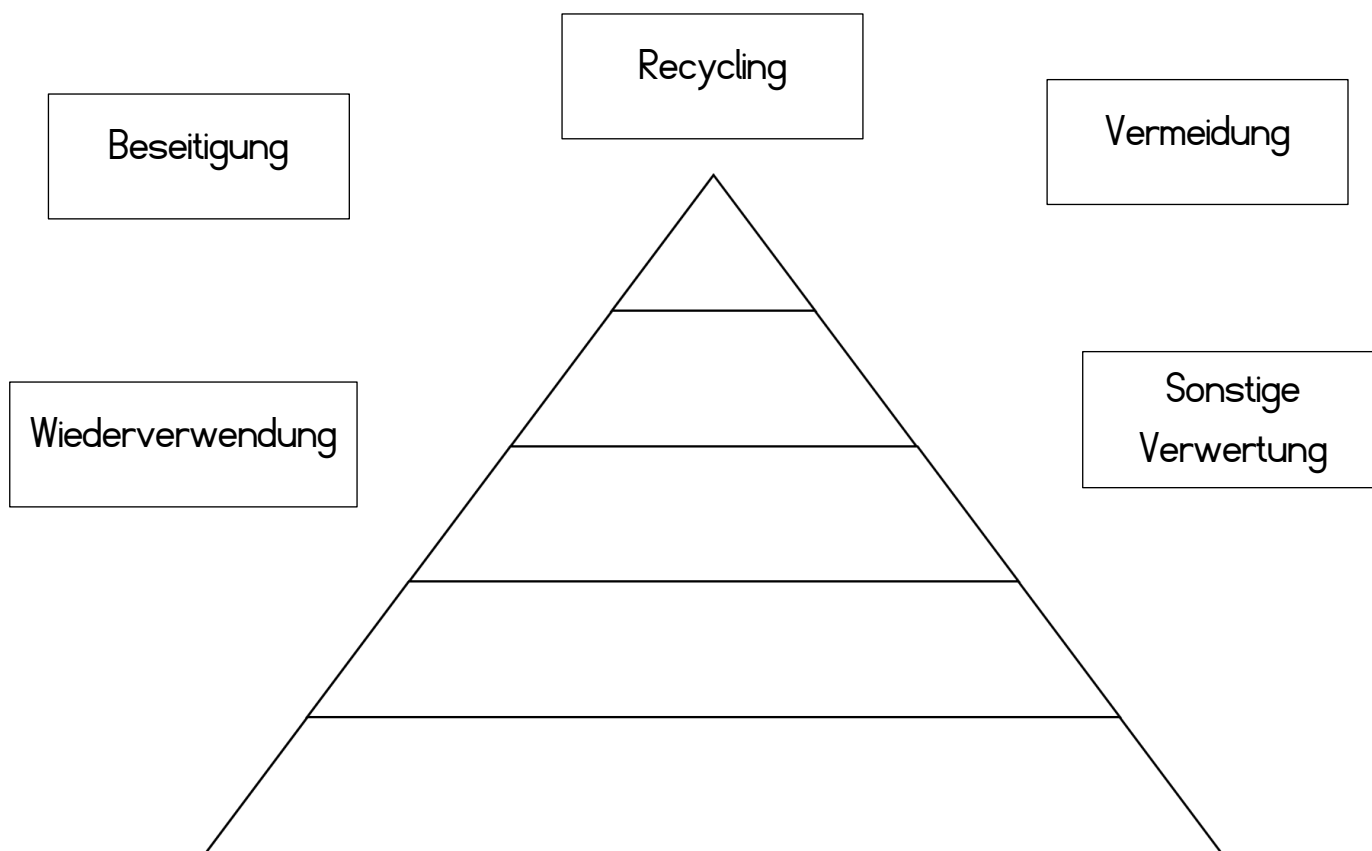 Recycling
Beseitigung
Vermeidung
Wiederverwendung
Sonstige
Verwertung